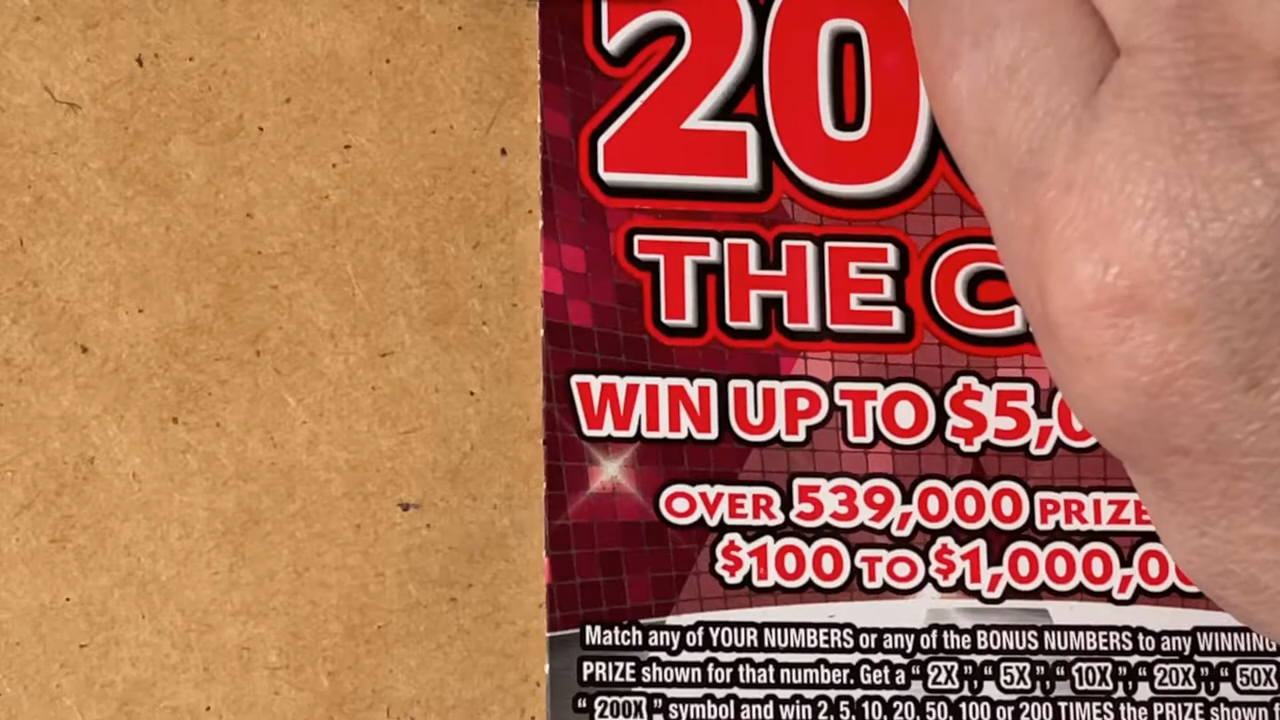 20
THE C
WIN UP TO $5,0
OVER 539,000 PRIZE
$100 TO $1,000,00
Match any of YOUR NUMBERS or any of the BONUS NUMBERS to any WINNING
PRIZE shown for that number. Get a “ 2X ”, “ 5X ”, “ 10X ”, “ 20X ”, “ 50X
“ 200X ” symbol and win 2, 5, 10, 20, 50, 100 or 200 TIMES the PRIZE shown f